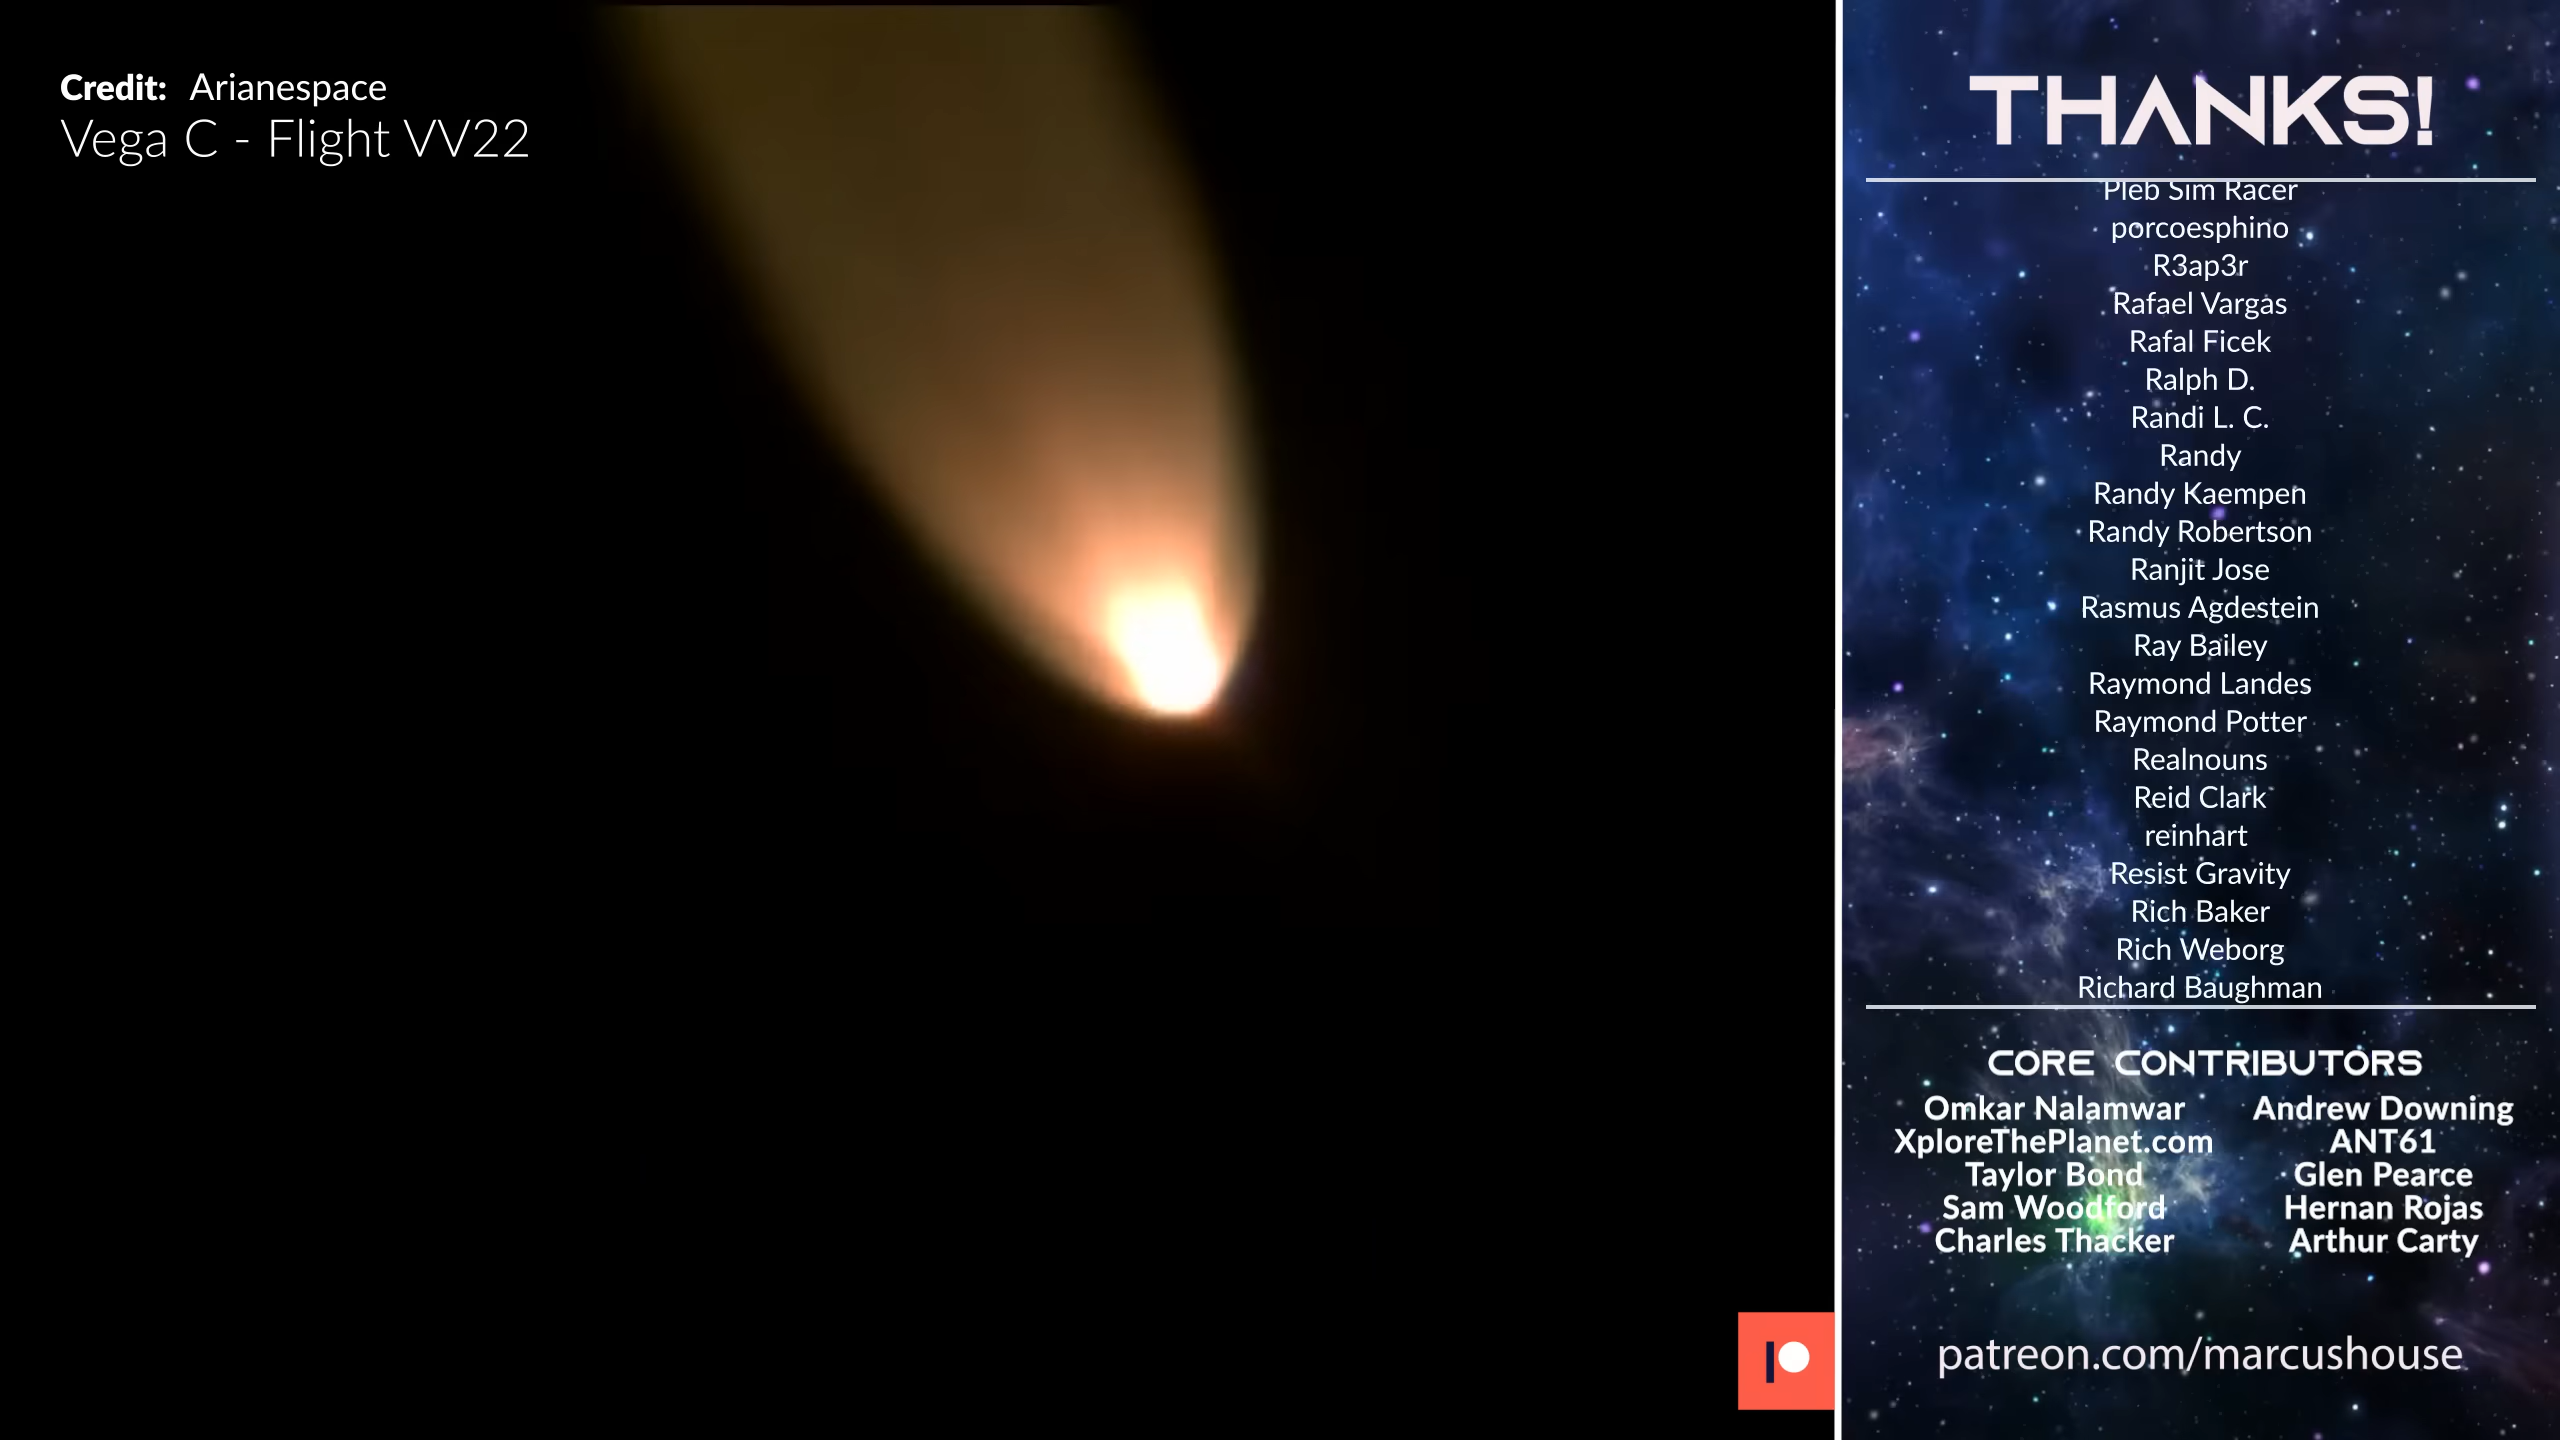 Credit: Arianespace
Vega C - Flight VV22
THANKS!
Pleb Sim Racer
porcoesphino
R3ap3r
Rafael Vargas
Rafal Ficek
Ralph D.
Randi L. C.
Randy
Randy Kaempen
Randy Robertson
Ranjit Jose
Rasmus Agdestein
Ray Bailey
Raymond Landes
Raymond Potter
Realnouns
Reid Clark
reinhart
Resist Gravity
Rich Baker
Rich Weborg
Richard Baughman
CORE CONTRIBUTORS
Omkar Nalamwar
XploreThePlanet.com
Taylor Bond
Sam Woodford
Charles Thacker
Andrew Downing
ANT61
Glen Pearce
Hernan Rojas
Arthur Carty
patreon.com/marcushouse